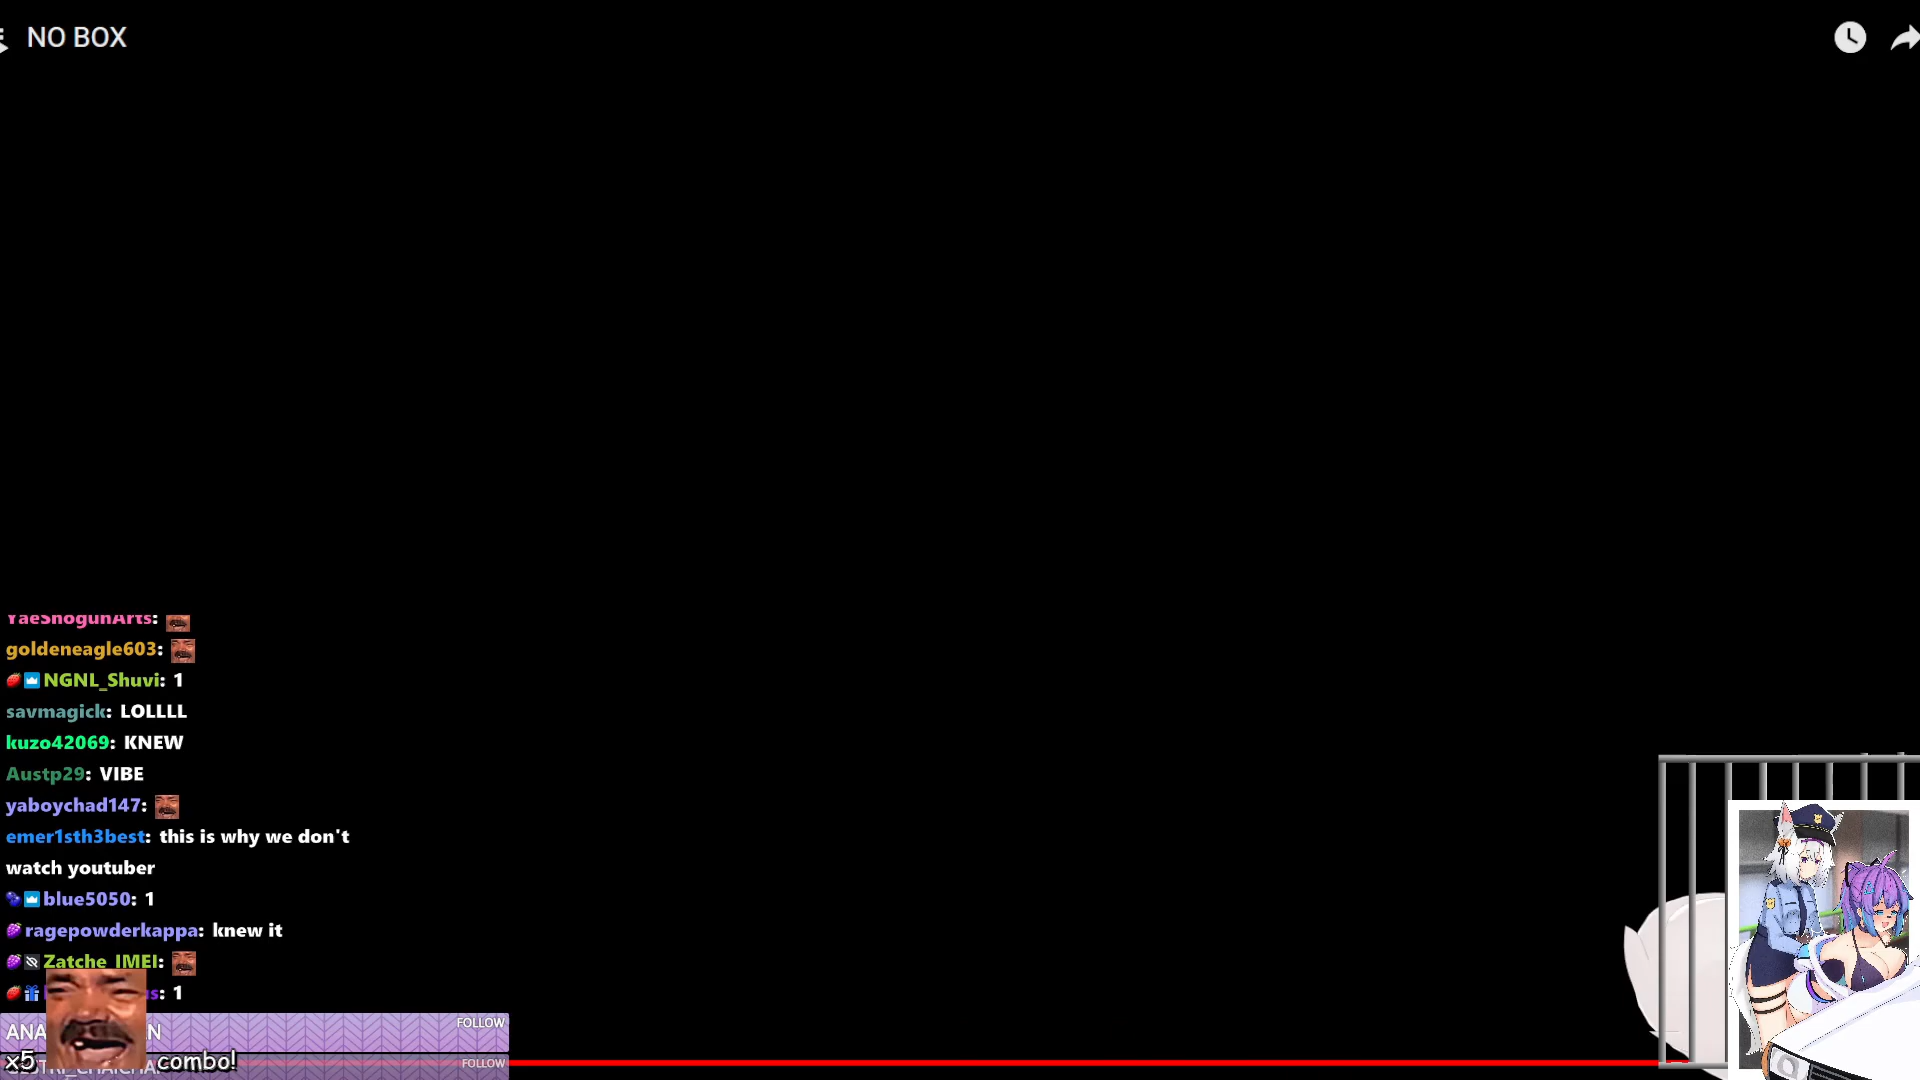 NO BOX
YaeShogunArts:
goldeneagle603:
NGNL_Shuvi: 1
savmagick: LOLLLL
kuzo42069: KNEW
Austp29: VIBE
yaboychad147:
emer1sth3best: this is why we don't
watch youtuber
blue5050: 1
ragepowderkappa: knew it
Zatche_IMEI:
: 1
FOLLOW
x5 combo!
FOLLOW